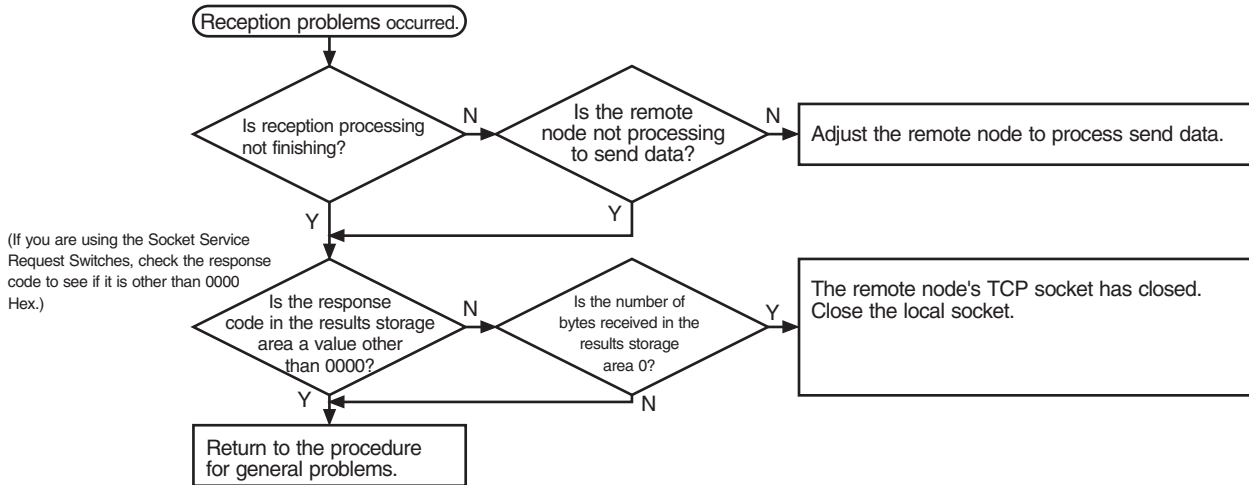 Reception problems occurred.
Is reception processing
not finishing?
N
Is the remote
node not processing
to send data?
N
Adjust the remote node to process send data.
Y
Y
(If you are using the Socket Service
Request Switches, check the response
code to see if it is other than 0000
Hex.)
Is the response
code in the results storage
area a value other
than 0000?
N
Is the number of
bytes received in the
results storage
area 0?
Y
The remote node's TCP socket has closed.
Close the local socket.
Y
N
Return to the procedure
for general problems.